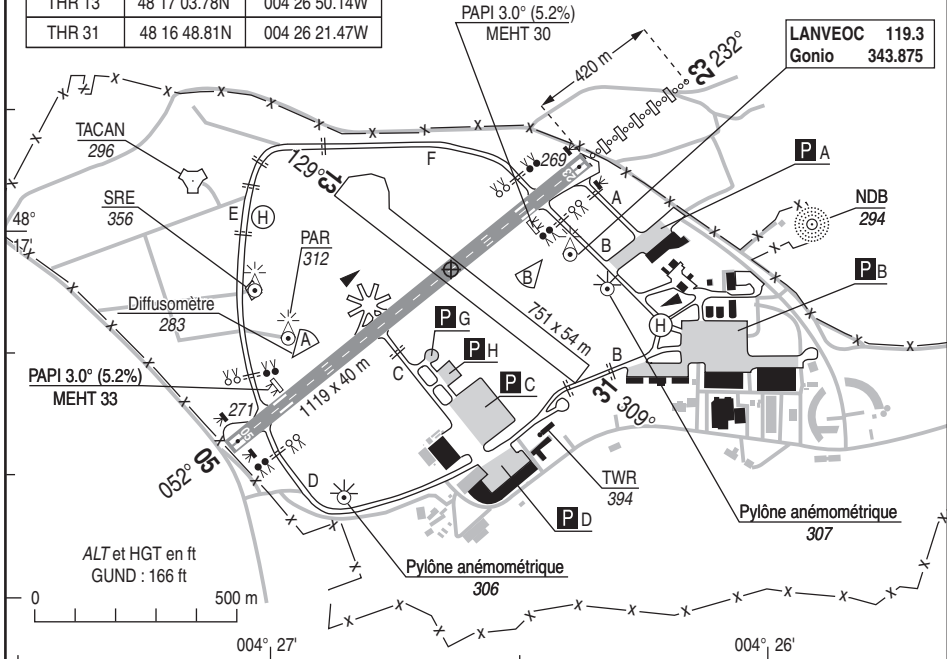 THR 13 48 17 03.78N 004 26 50.14W
THR 31 48 16 48.81N 004 26 21.47W
PAPI 3.0° (5.2%)
MEHT 30
LANVEOC 119.3
Gonio 343.875
420 m
23 232°
TACAN
296
129° 13
F
269
23
P A
A
SRE
356
E H
NDB
294
48°
17'
PAR
312
B
B
P B
Diffusomètre
283
A
751 x 54 m
H
P G
P H
B
PAPI 3.0° (5.2%)
MEHT 33
1119 x 40 m
C
P C
31 309°
271
05
052° 05
D
TWR
394
P D
Pylône anémométrique
307
ALT et HGT en ft
GUND : 166 ft
Pylône anémométrique
306
0 500 m
004° 27'
004° 26'